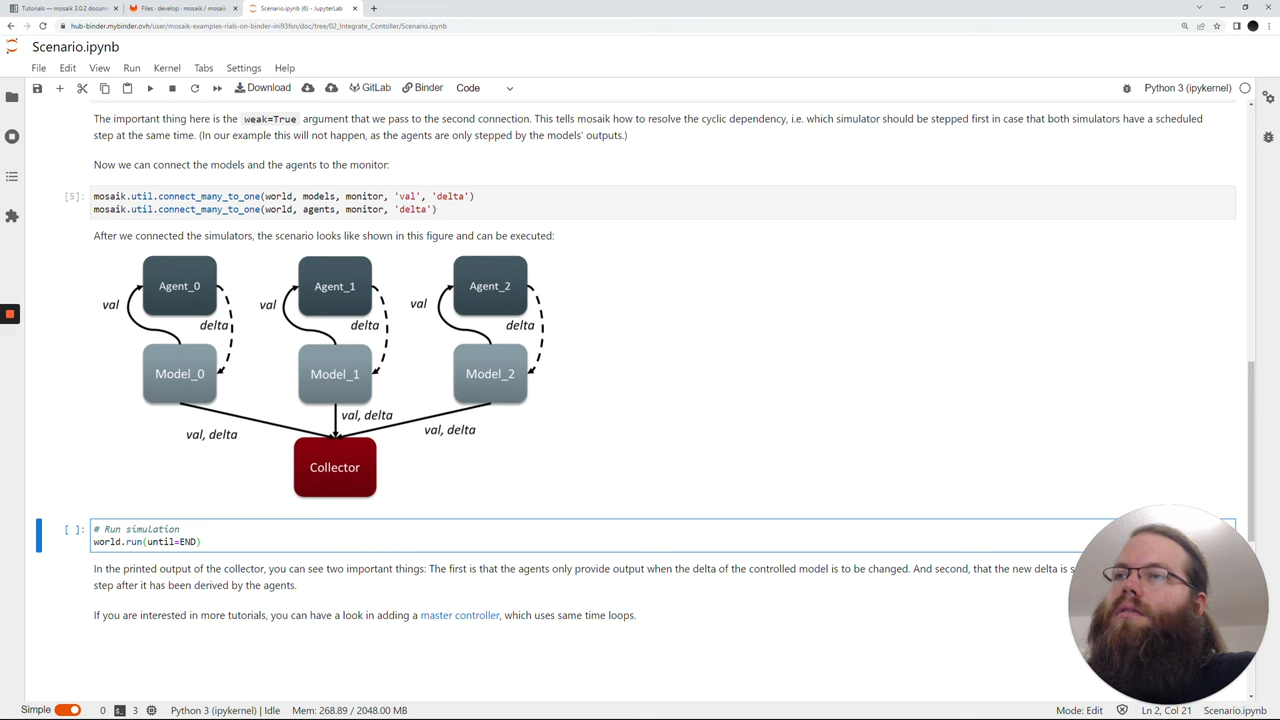 Tutorials — mosaik 3.0.2 docum
Files · develop · mosaik / mosaik
Scenario.ipynb (6) - JupyterLab
hub-binder.mybinder.ovh/user/mosaik-examples-rials-on-binder-ini93fsn/doc/tree/02_Integrate_Contoller/Scenario.ipynb
Scenario.ipynb
File Edit View Run Kernel Tabs Settings Help
Download GitLab Binder Code Python 3 (ipykernel)
The important thing here is the weak=True argument that we pass to the second connection. This tells mosaik how to resolve the cyclic dependency, i.e. which simulator should be stepped first in case that both simulators have a scheduled
step at the same time. (In our example this will not happen, as the agents are only stepped by the models' outputs.)
Now we can connect the models and the agents to the monitor:
[5]: mosaik.util.connect_many_to_one(world, models, monitor, 'val', 'delta')
mosaik.util.connect_many_to_one(world, agents, monitor, 'delta')
After we connected the simulators, the scenario looks like shown in this figure and can be executed:
Agent_0 Agent_1 Agent_2
val val val
delta delta delta
Model_0 Model_1 Model_2
val, delta val, delta val, delta
Collector
[ ]: # Run simulation
world.run(until=END)
In the printed output of the collector, you can see two important things: The first is that the agents only provide output when the delta of the controlled model is to be changed. And second, that the new delta is s
step after it has been derived by the agents.
If you are interested in more tutorials, you can have a look in adding a master controller, which uses same time loops.
Simple 0 3 Python 3 (ipykernel) | Idle Mem: 268.89 / 2048.00 MB Mode: Edit Ln 2, Col 21 Scenario.ipynb